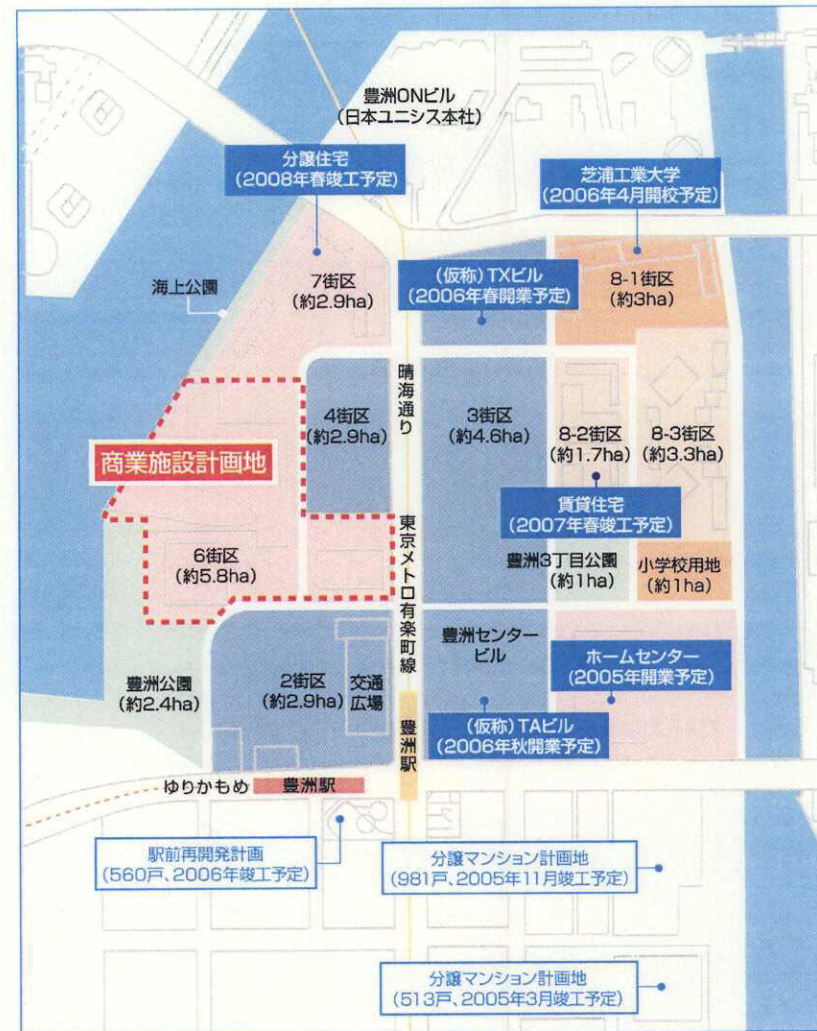 豊洲ONビル
(日本ユニシス本社)
分譲住宅
(2008年春竣工予定)
芝浦工業大学
(2006年4月開校予定)
海上公園
7街区
(約2.9ha)
(仮称)TXビル
(2006年春開業予定)
8-1街区
(約3ha)
晴海通り
4街区
(約2.9ha)
3街区
(約4.6ha)
8-2街区
(約1.7ha)
8-3街区
(約3.3ha)
商業施設計画地
賃貸住宅
(2007年春竣工予定)
6街区
(約5.8ha)
東京メトロ有楽町線
豊洲3丁目公園
(約1ha)
小学校用地
(約1ha)
豊洲公園
(約2.4ha)
2街区
(約2.9ha)
交通
広場
豊洲センター
ビル
ホームセンター
(2005年開業予定)
豊洲駅
(仮称)TAビル
(2006年秋開業予定)
ゆりかもめ
豊洲駅
駅前再開発計画
(560戸、2006年竣工予定)
分譲マンション計画地
(981戸、2005年11月竣工予定)
分譲マンション計画地
(513戸、2005年3月竣工予定)